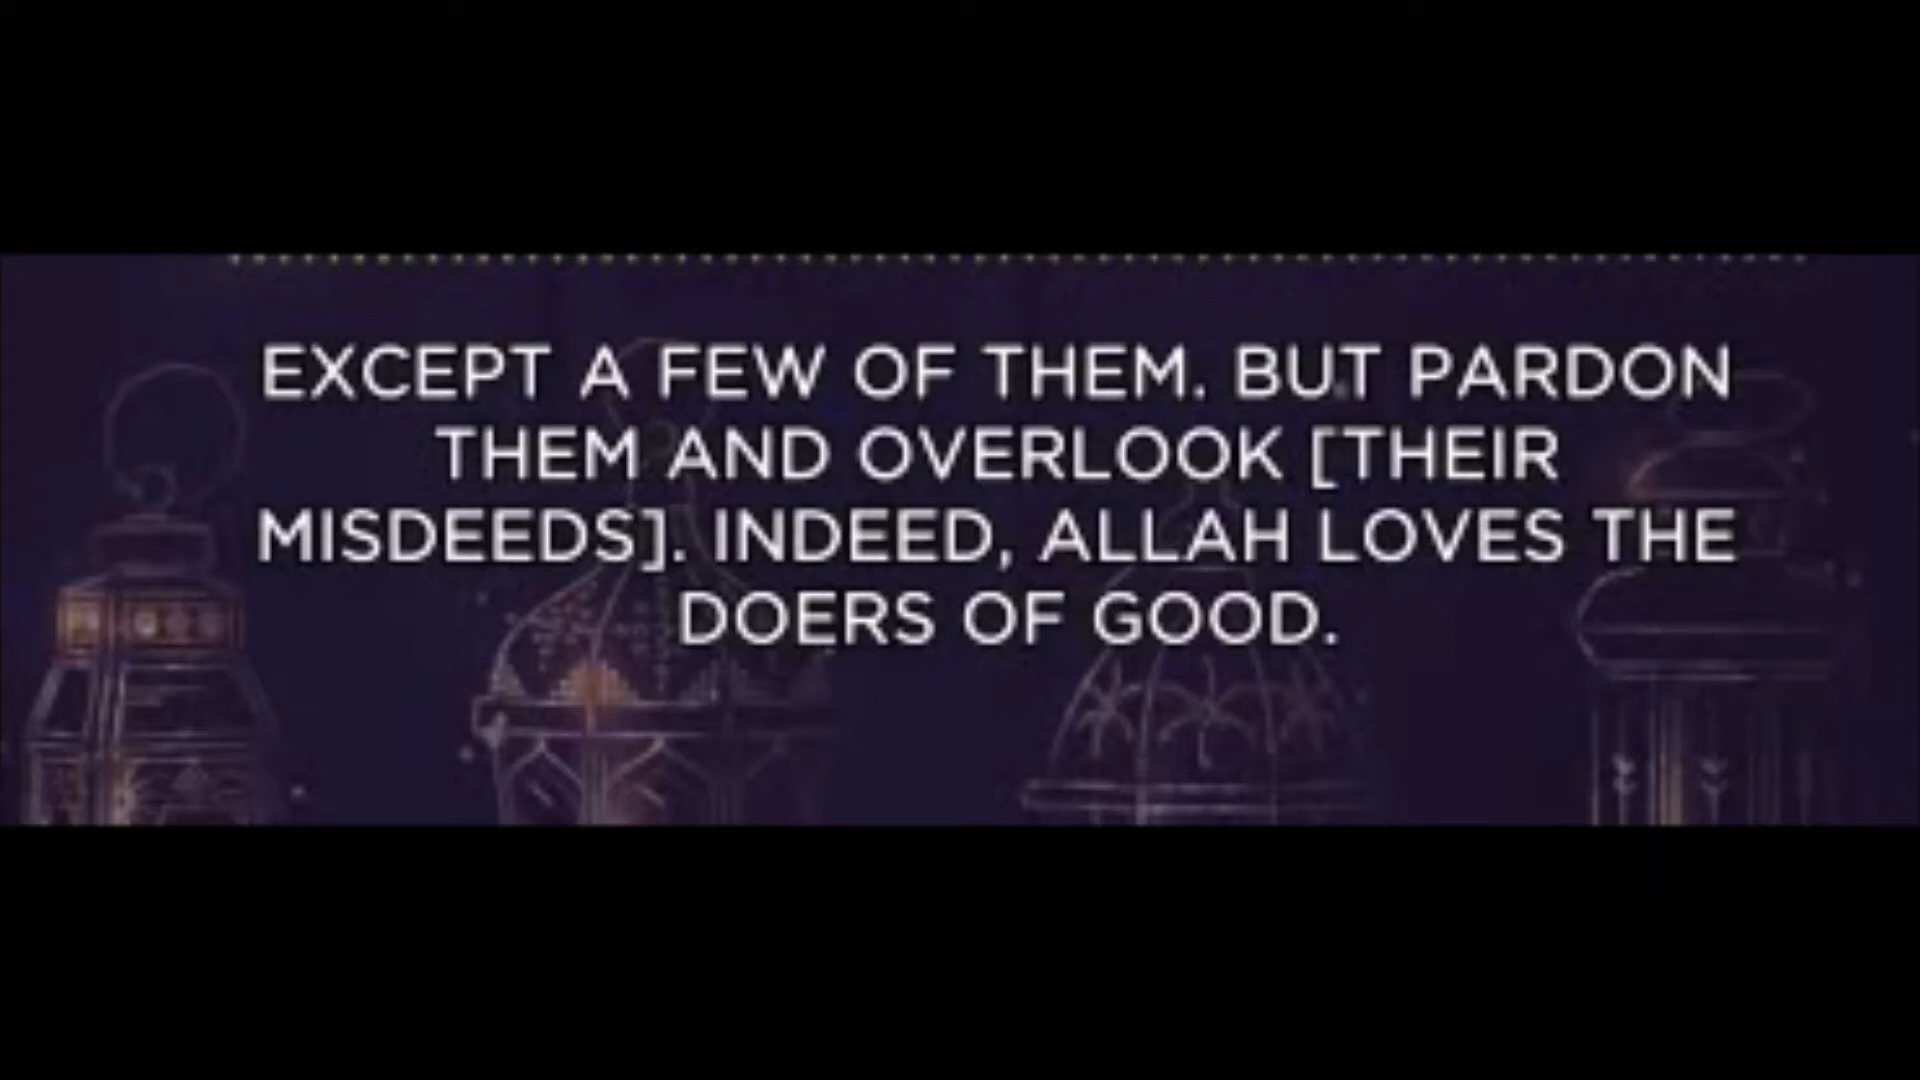 EXCEPT A FEW OF THEM. BUT PARDON
THEM AND OVERLOOK [THEIR
MISDEEDS]. INDEED, ALLAH LOVES THE
DOERS OF GOOD.